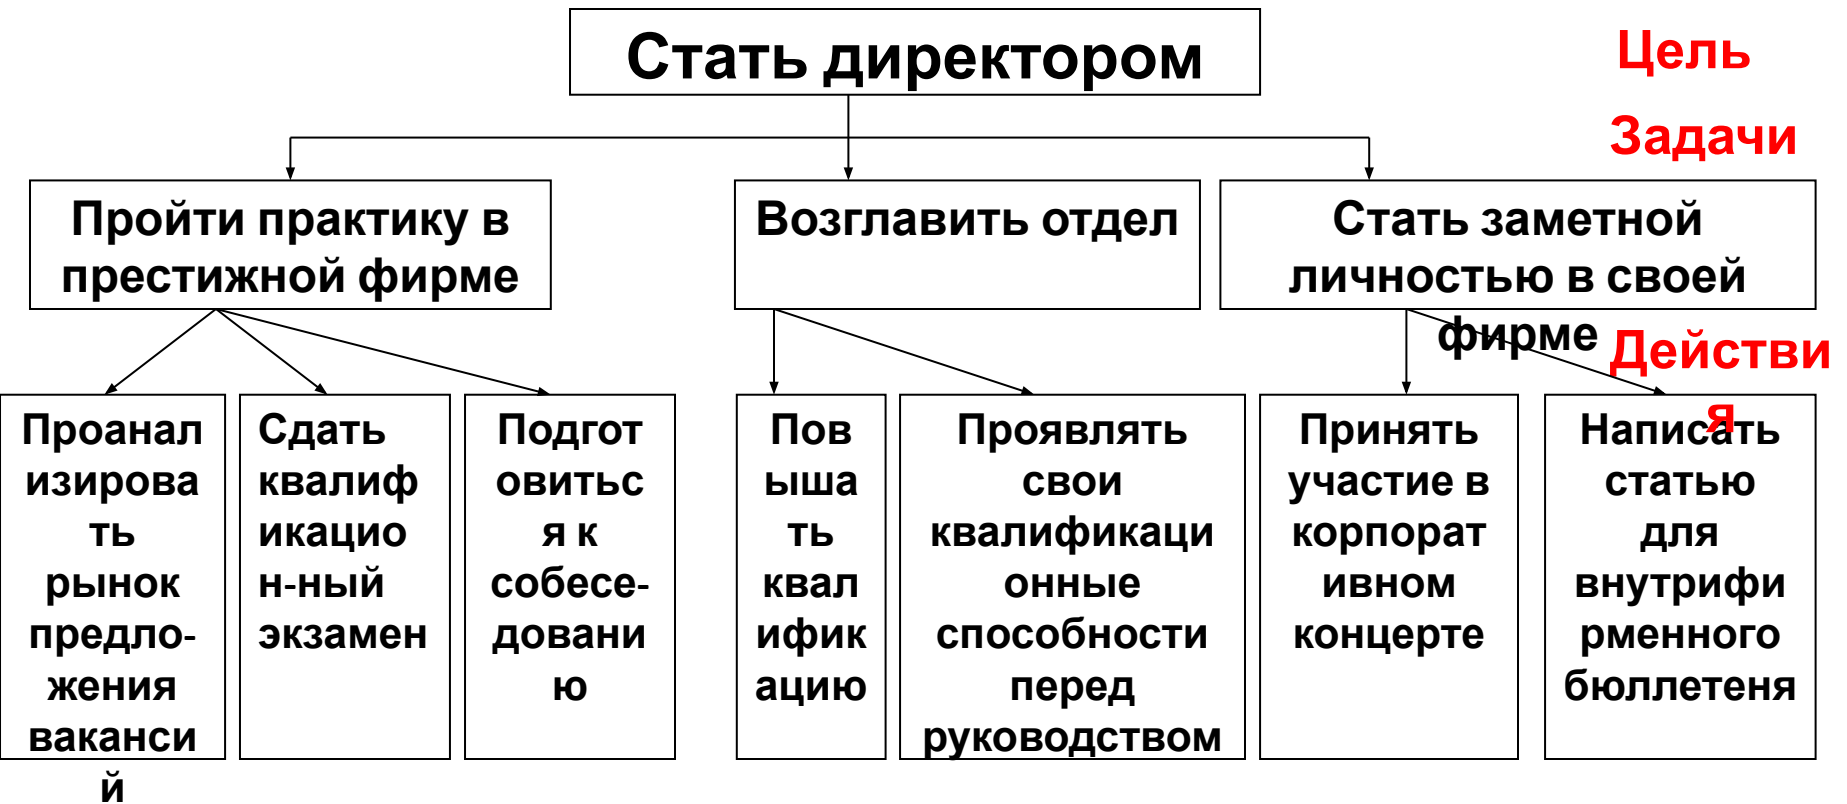 Стать директором
Цель
Задачи
Пройти практику в
престижной фирме
Возглавить отдел
Стать заметной
личностью в своей
фирме
Действи
я
Проанал
изирова
ть
рынок
предло-
жения
ваканси
й
Сдать
квалиф
икацио
н-ный
экзамен
Подгот
овитьс
я к
собесе-
довани
ю
Пов
ыша
ть
квал
ифик
ацию
Проявлять
свои
квалификаци
онные
способности
перед
руководством
Принять
участие в
корпорат
ивном
концерте
Написать
статью
для
внутрифи
рменного
бюллетеня